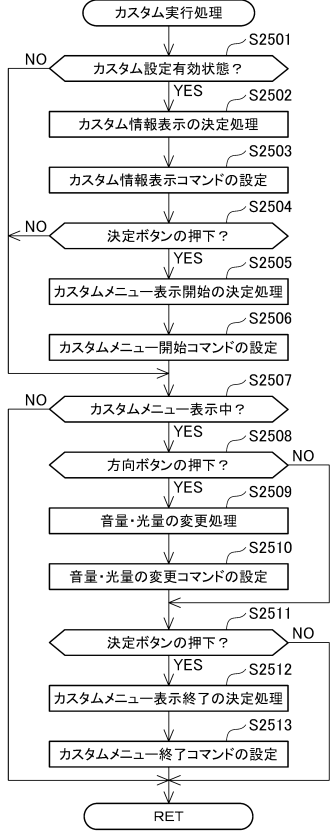 カスタム実行処理
S2501
NO
カスタム設定有効状態？
YES
S2502
カスタム情報表示の決定処理
S2503
カスタム情報表示コマンドの設定
S2504
NO
決定ボタンの押下？
YES
S2505
カスタムメニュー表示開始の決定処理
S2506
カスタムメニュー開始コマンドの設定
S2507
NO
カスタムメニュー表示中？
YES
S2508
方向ボタンの押下？
NO
YES
S2509
音量・光量の変更処理
S2510
音量・光量の変更コマンドの設定
S2511
決定ボタンの押下？
NO
YES
S2512
カスタムメニュー表示終了の決定処理
S2513
カスタムメニュー終了コマンドの設定
RET